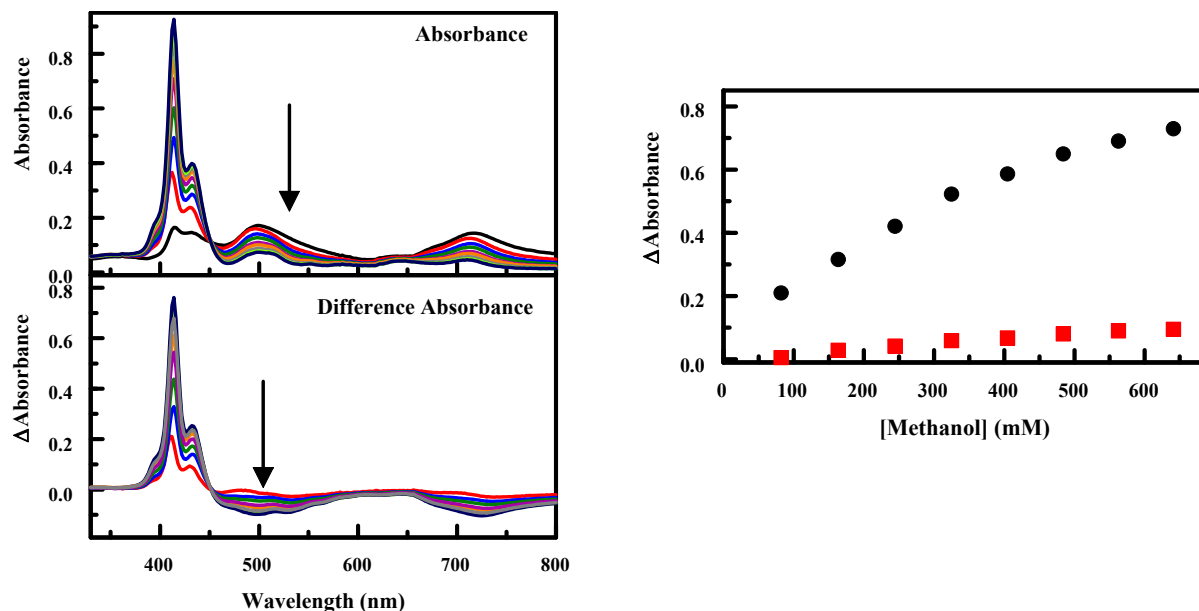 Absorbance
Absorbance
0.8
0.6
0.4
0.2
0.0
Difference Absorbance
ΔAbsorbance
0.8
0.6
0.4
0.2
0.0
400 500 600 700 800
Wavelength (nm)
ΔAbsorbance
0.8
0.6
0.4
0.2
0.0
0 100 200 300 400 500 600
[Methanol] (mM)